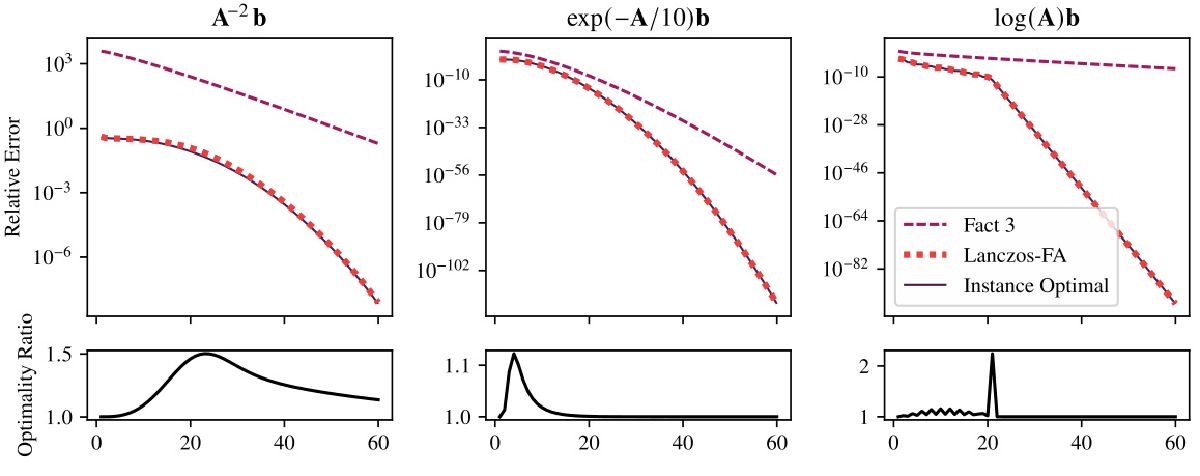 A⁻² b
exp(−A/10)b
log(A)b
Relative Error
10³
10⁰
10⁻³
10⁻⁶
10⁻¹⁰
10⁻³³
10⁻⁵⁶
10⁻⁷⁹
10⁻¹⁰²
10⁻¹⁰
10⁻²⁸
10⁻⁴⁶
10⁻⁶⁴
10⁻⁸²
Fact 3
Lanczos-FA
Instance Optimal
Optimality Ratio
1.5
1.0
1.1
1.0
2
1
0 20 40 60
0 20 40 60
0 20 40 60